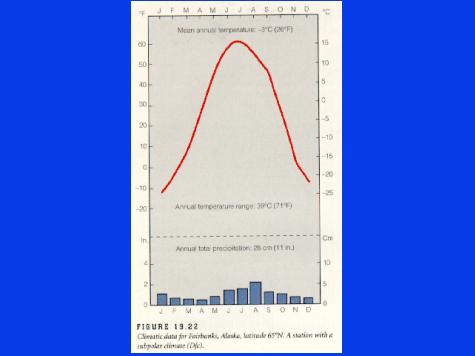 °F J F M A M J J A S O N D °C
Mean annual temperature: –3°C (26°F)
60 15
50 10
40 5
30 0
20 –5
10 –10
0 –15
–10 –20
–20 –25
Annual temperature range: 39°C (71°F)
In. Cm
Annual total precipitation: 28 cm (11 in.)
4 10
2 5
0 0
J F M A M J J A S O N D
FIGURE 19.22
Climatic data for Fairbanks, Alaska, latitude 65°N. A station with a
subpolar climate (Dfc).